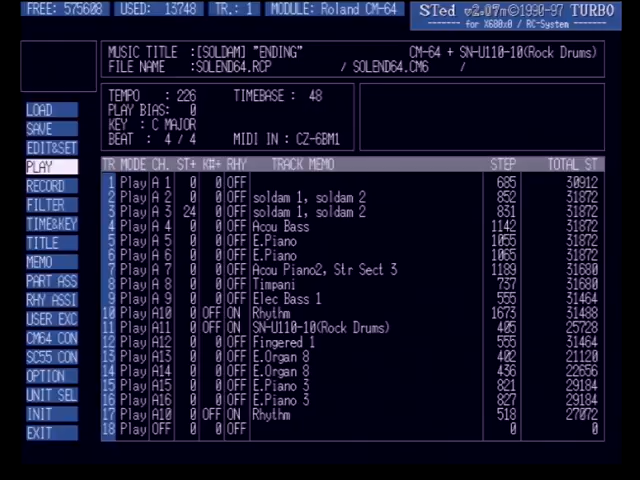 FREE: 575608 USED: 13748 TR.: 1 MODULE: Roland CM-64 STed v2.07m©1990-97 TURBO
------ for X680x0 / RC-System ------
MUSIC TITLE :[SOLDAM] "ENDING" CM-64 + SN-U110-10(Rock Drums)
FILE NAME :SOLEND64.RCP / SOLEND64.CM6 /
TEMPO : 226 TIMEBASE : 48
PLAY BIAS: 0
KEY : C MAJOR
BEAT : 4 / 4 MIDI IN : CZ-6BM1
LOAD
SAVE
EDIT&SET
PLAY
RECORD
FILTER
TIME&KEY
TITLE
MEMO
PART ASS
RHY ASSI
USER EXC
CM64 CON
SC55 CON
OPTION
UNIT SEL
INIT
EXIT
TR MODE CH. ST+ K#+ RHY TRACK MEMO STEP TOTAL ST
1 Play A 1 0 0 OFF 685 30912
2 Play A 2 0 0 OFF soldam 1, soldam 2 852 31872
3 Play A 3 24 0 OFF soldam 1, soldam 2 831 31872
4 Play A 4 0 0 OFF Acou Bass 1142 31872
5 Play A 5 0 0 OFF E.Piano 1055 31872
6 Play A 6 0 0 OFF E.Piano 1065 31872
7 Play A 7 0 0 OFF Acou Piano2, Str Sect 3 1189 31680
8 Play A 8 0 0 OFF Timpani 737 31680
9 Play A 9 0 0 OFF Elec Bass 1 555 31464
10 Play A10 0 OFF ON Rhythm 1673 31488
11 Play A11 0 OFF ON SN-U110-10(Rock Drums) 405 25728
12 Play A12 0 0 OFF Fingered 1 555 31464
13 Play A13 0 0 OFF E.Organ 8 402 21120
14 Play A14 0 0 OFF E.Organ 8 436 22656
15 Play A15 0 0 OFF E.Piano 3 821 29184
16 Play A16 0 0 OFF E.Piano 3 827 29184
17 Play A10 0 OFF ON Rhythm 518 27072
18 Play OFF 0 0 OFF 0 0